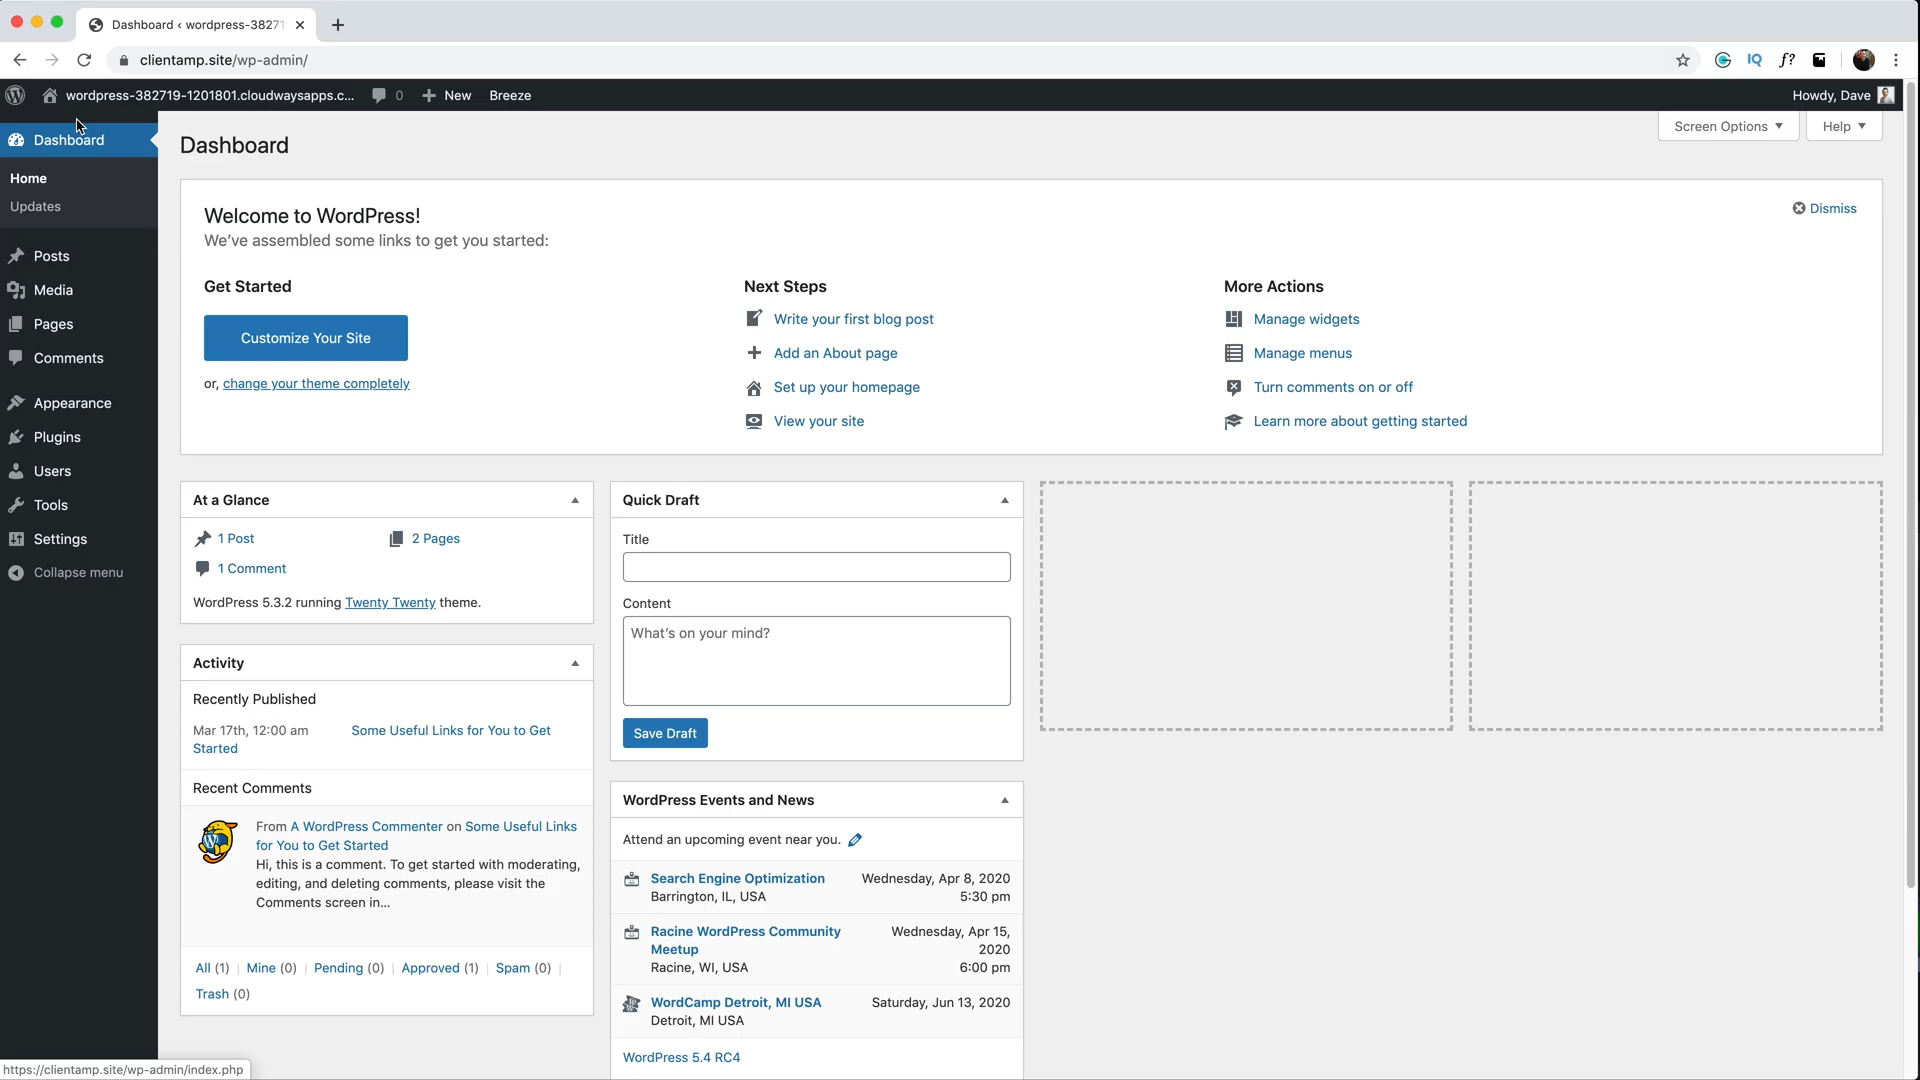 Dashboard ‹ wordpress-38271
clientamp.site/wp-admin/
IQ
f?
wordpress-382719-1201801.cloudwaysapps.c...
0
New
Breeze
Howdy, Dave
Dashboard
Home
Updates
Posts
Media
Pages
Comments
Appearance
Plugins
Users
Tools
Settings
Collapse menu
Dashboard
Screen Options
Help
Welcome to WordPress!
We've assembled some links to get you started:
Dismiss
Get Started
Customize Your Site
or, change your theme completely
Next Steps
Write your first blog post
Add an About page
Set up your homepage
View your site
More Actions
Manage widgets
Manage menus
Turn comments on or off
Learn more about getting started
At a Glance
1 Post
2 Pages
1 Comment
WordPress 5.3.2 running Twenty Twenty theme.
Activity
Recently Published
Mar 17th, 12:00 am Some Useful Links for You to Get
Started
Recent Comments
From A WordPress Commenter on Some Useful Links
for You to Get Started
Hi, this is a comment. To get started with moderating,
editing, and deleting comments, please visit the
Comments screen in...
All (1) | Mine (0) | Pending (0) | Approved (1) | Spam (0) |
Trash (0)
Quick Draft
Title
Content
What's on your mind?
Save Draft
WordPress Events and News
Attend an upcoming event near you.
Search Engine Optimization Wednesday, Apr 8, 2020
Barrington, IL, USA 5:30 pm
Racine WordPress Community Wednesday, Apr 15,
Meetup 2020
Racine, WI, USA 6:00 pm
WordCamp Detroit, MI USA Saturday, Jun 13, 2020
Detroit, MI USA
WordPress 5.4 RC4
https://clientamp.site/wp-admin/index.php